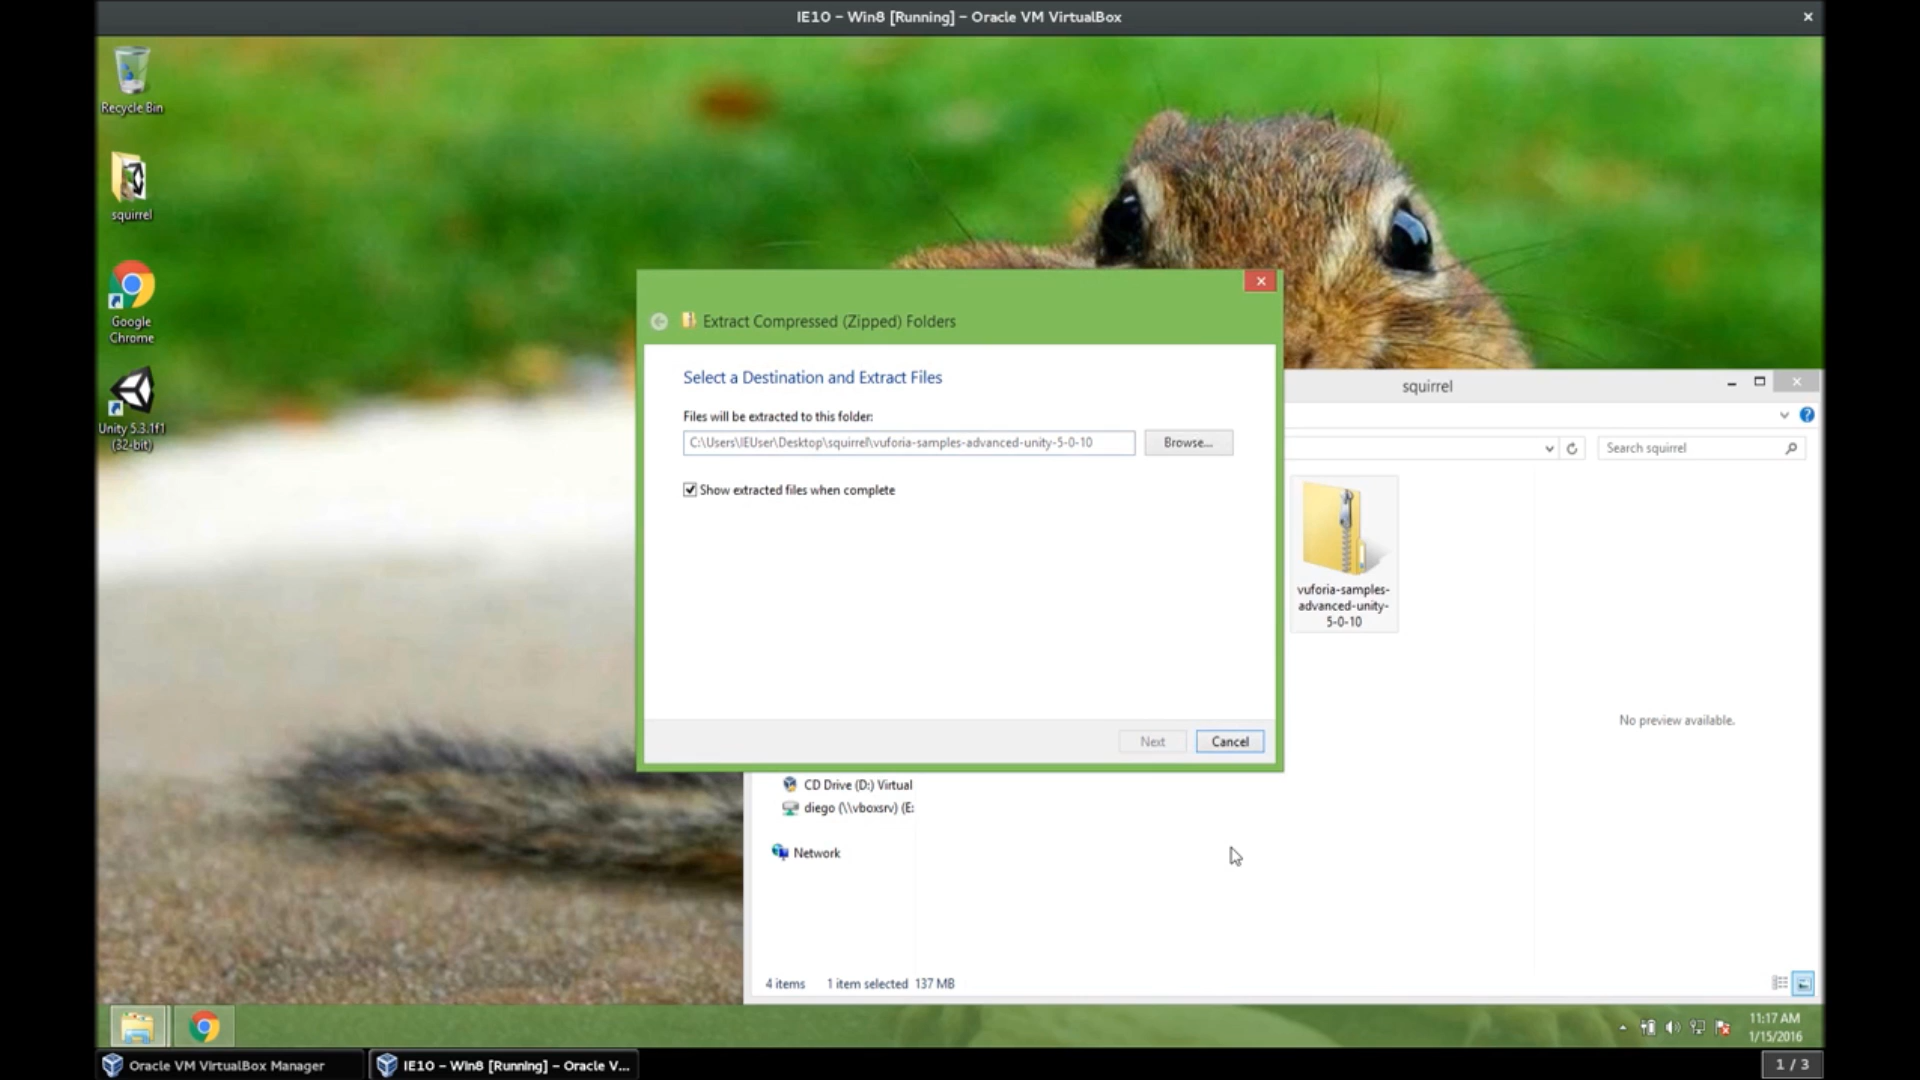 IE10 – Win8 [Running] – Oracle VM VirtualBox
Recycle Bin
squirrel
Google
Chrome
Unity 5.3.1f1
(32-bit)
Extract Compressed (Zipped) Folders
Select a Destination and Extract Files
Files will be extracted to this folder:
C:\Users\IEUser\Desktop\squirrel\vuforia-samples-advanced-unity-5-0-10
Browse...
Show extracted files when complete
Next
Cancel
squirrel
Search squirrel
vuforia-samples-
advanced-unity-
5-0-10
No preview available.
CD Drive (D:) Virtual
diego (\\vboxsrv) (E:
Network
4 items 1 item selected 137 MB
11:17 AM
1/15/2016
Oracle VM VirtualBox Manager
IE10 – Win8 [Running] – Oracle V...
1 / 3